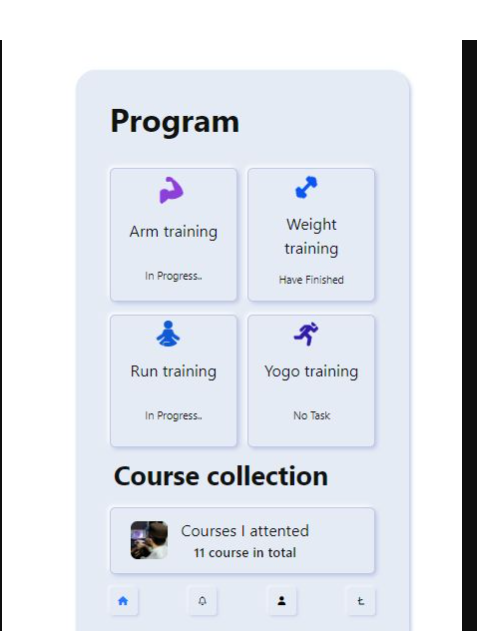 Program
Arm training
Weight
training
In Progress..
Have Finished
Run training
Yogo training
In Progress..
No Task
Course collection
Courses I attented
11 course in total
Ł